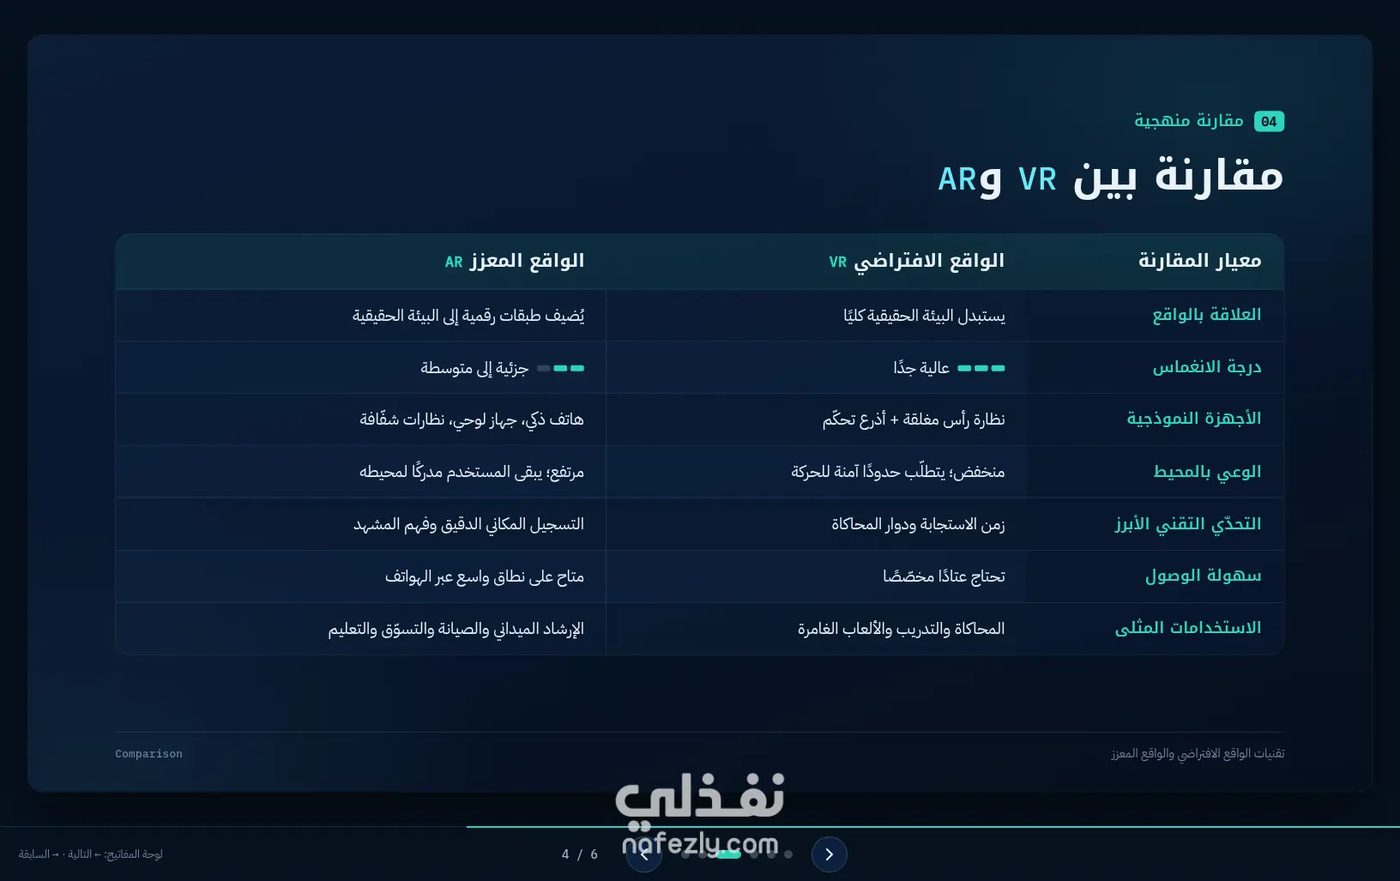 04 مقارنة منهجية
مقارنة بين VR وAR
معيار المقارنة الواقع الافتراضي VR الواقع المعزز AR
العلاقة بالواقع يستبدل البيئة الحقيقية كليًا يُضيف طبقات رقمية إلى البيئة الحقيقية
درجة الانغماس عالية جدًا جزئية إلى متوسطة
الأجهزة النموذجية نظارة رأس مغلقة + أذرع تحكّم هاتف ذكي، جهاز لوحي، نظارات شفّافة
الوعي بالمحيط منخفض؛ يتطلّب حدودًا آمنة للحركة مرتفع؛ يبقى المستخدم مدركًا لمحيطه
التحدّي التقني الأبرز زمن الاستجابة ودوار المحاكاة التسجيل المكاني الدقيق وفهم المشهد
سهولة الوصول تحتاج عتادًا مخصّصًا متاح على نطاق واسع عبر الهواتف
الاستخدامات المثلى المحاكاة والتدريب والألعاب الغامرة الإرشاد الميداني والصيانة والتسوّق والتعليم
تقنيات الواقع الافتراضي والواقع المعزز Comparison
نفذلي
nafezly.com
4 / 6
لوحة المفاتيح: ← التالية · → السابقة